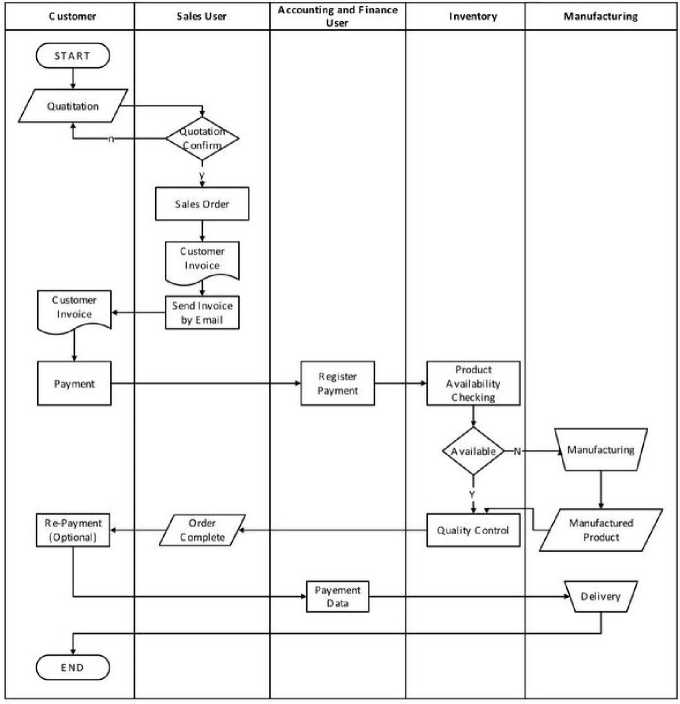 Customer
Sales User
Accounting and Finance
User
Inventory
Manufacturing
START
Quatitation
Quotation
Confirm
n
Y
Sales Order
Customer
Invoice
Send Invoice
by Email
Customer
Invoice
Payment
Register
Payment
Product
Availability
Checking
Available
N
Manufacturing
Y
Re-Payment
(Optional)
Order
Complete
Quality Control
Manufactured
Product
Payement
Data
Delivery
END